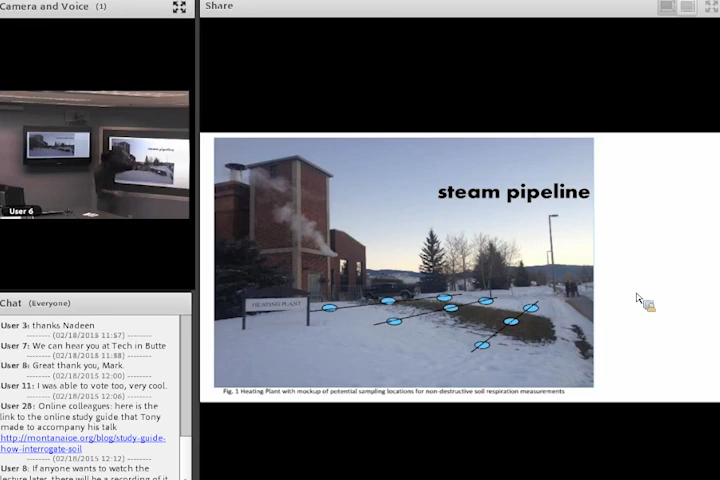 Camera and Voice (1)
Share
steam pipeline
User 6
HEATING PLANT
Fig. 1 Heating Plant with mockup of potential sampling locations for non-destructive soil respiration measurements
Chat (Everyone)
User 3: thanks Nadeen
-------- (02/18/2015 11:57) --------
User 7: We can hear you at Tech in Butte
-------- (02/18/2015 11:58) --------
User 8: Great thank you, Mark.
-------- (02/18/2015 12:00) --------
User 11: I was able to vote too, very cool.
-------- (02/18/2015 12:06) --------
User 28: Online colleagues: here is the
link to the online study guide that Tony
made to accompany his talk
http://montanaioe.org/blog/study-guide-
how-interrogate-soil
-------- (02/18/2015 12:12) --------
User 8: If anyone wants to watch the
lecture later, there will be a recording of it